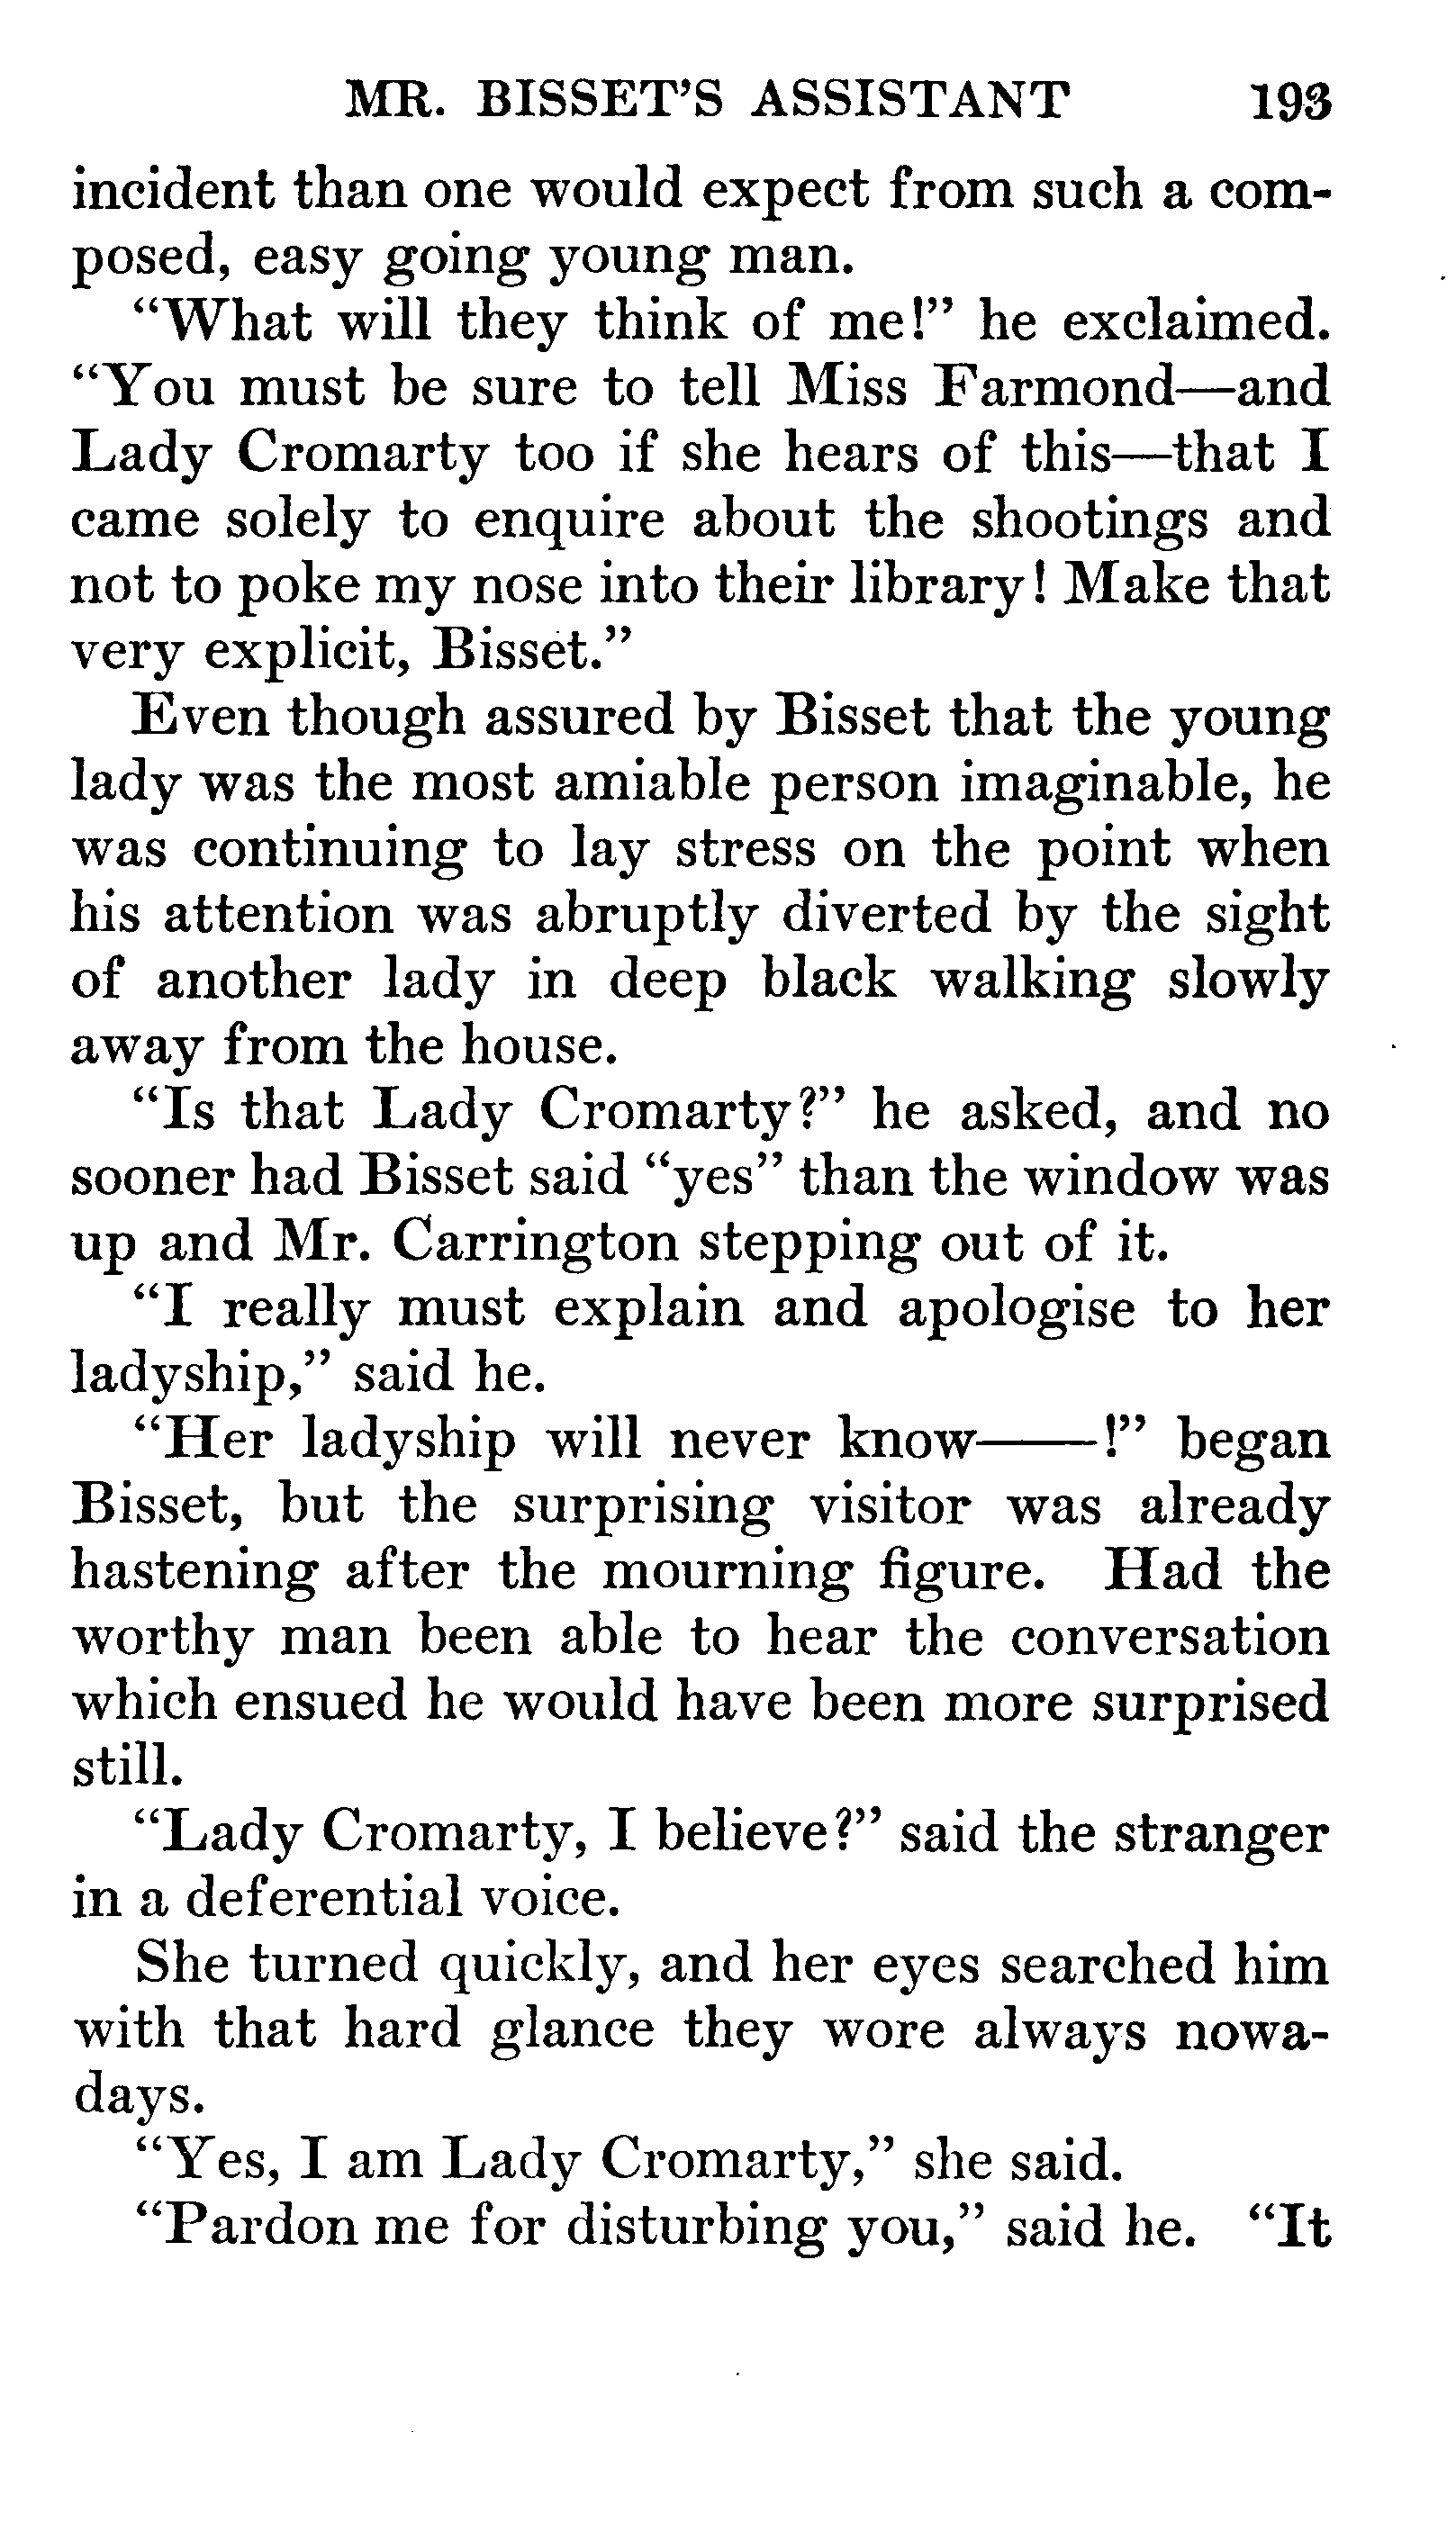 MR. BISSET'S ASSISTANT 193
incident than one would expect from such a com-
posed, easy going young man.
"What will they think of me!" he exclaimed.
"You must be sure to tell Miss Farmond—and
Lady Cromarty too if she hears of this—that I
came solely to enquire about the shootings and
not to poke my nose into their library! Make that
very explicit, Bisset."
Even though assured by Bisset that the young
lady was the most amiable person imaginable, he
was continuing to lay stress on the point when
his attention was abruptly diverted by the sight
of another lady in deep black walking slowly
away from the house.
"Is that Lady Cromarty?" he asked, and no
sooner had Bisset said "yes" than the window was
up and Mr. Carrington stepping out of it.
"I really must explain and apologise to her
ladyship," said he.
"Her ladyship will never know——!" began
Bisset, but the surprising visitor was already
hastening after the mourning figure. Had the
worthy man been able to hear the conversation
which ensued he would have been more surprised
still.
"Lady Cromarty, I believe?" said the stranger
in a deferential voice.
She turned quickly, and her eyes searched him
with that hard glance they wore always nowa-
days.
"Yes, I am Lady Cromarty," she said.
"Pardon me for disturbing you," said he. "It